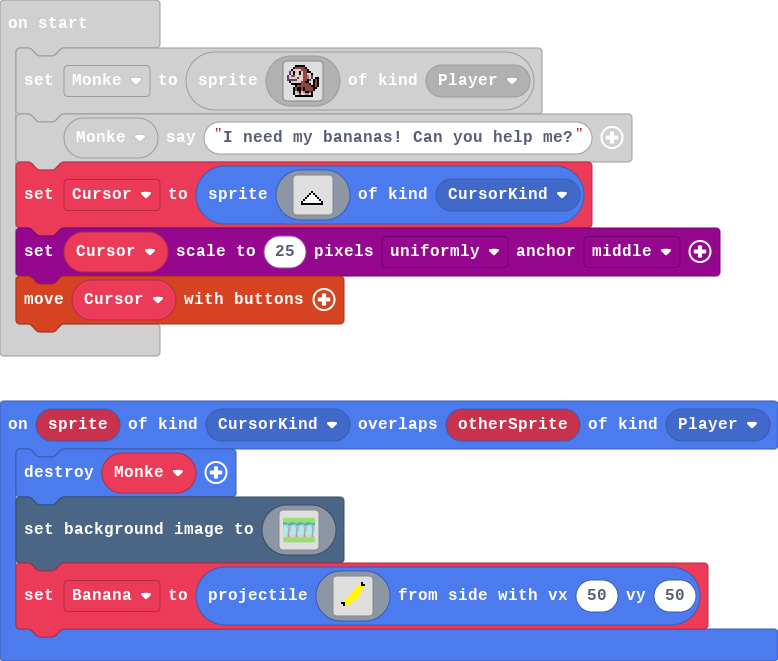 on start
set Monke to sprite of kind Player
Monke say "I need my bananas! Can you help me?"
set Cursor to sprite of kind CursorKind
set Cursor scale to 25 pixels uniformly anchor middle
move Cursor with buttons
on sprite of kind CursorKind overlaps otherSprite of kind Player
destroy Monke
set background image to
set Banana to projectile from side with vx 50 vy 50